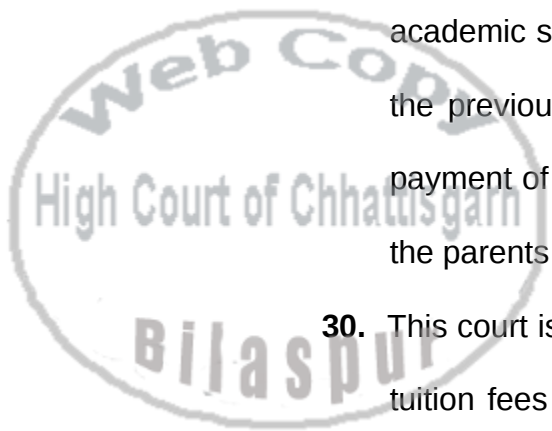 academic s
the previou
payment of
the parents
30. This court is
tuition fees
Web Copy
High Court of Chhattisgarh
Bilaspur